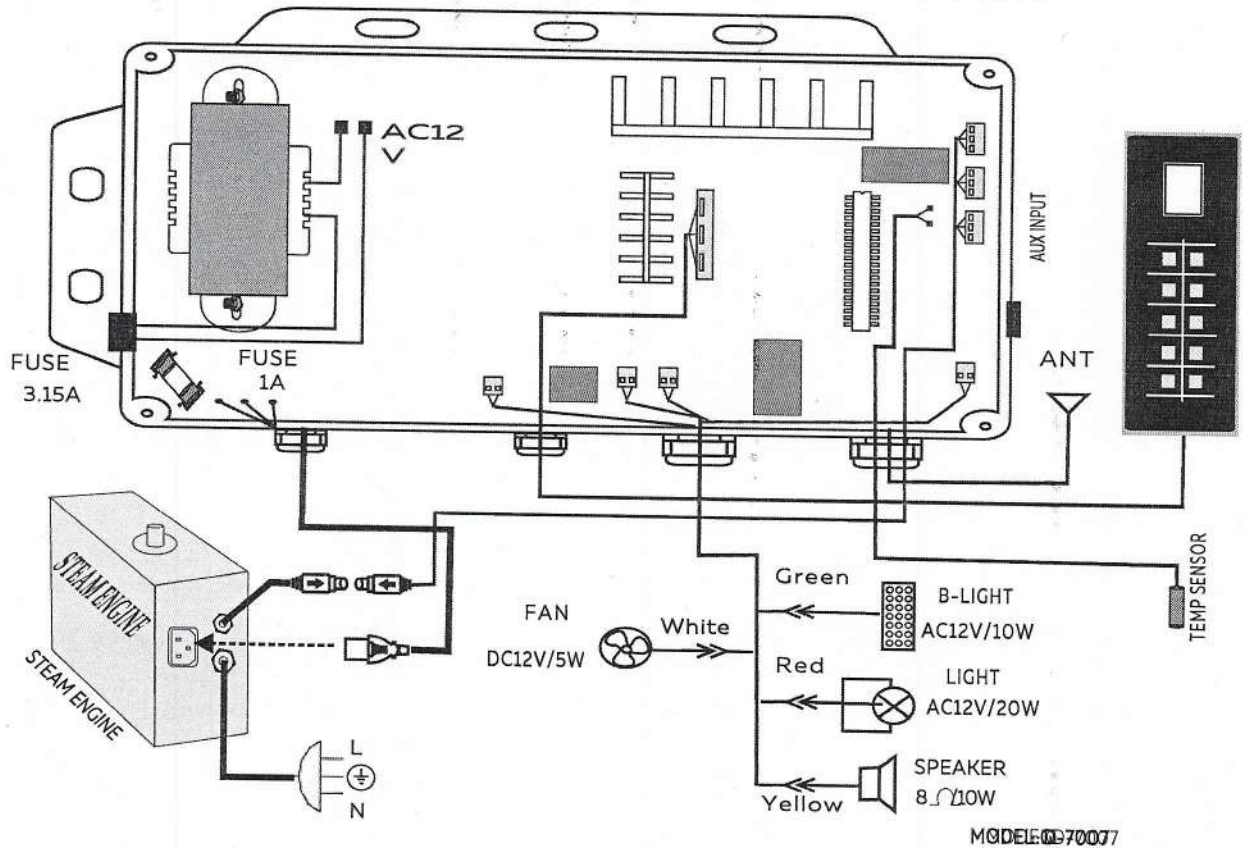 AC12
V
AUX INPUT
FUSE
3.15A
FUSE
1A
ANT
STEAM ENGINE
STEAM ENGINE
L
N
FAN
DC12V/5W
White
Green
B-LIGHT
AC12V/10W
Red
LIGHT
AC12V/20W
Yellow
SPEAKER
8Ω/10W
TEMP SENSOR